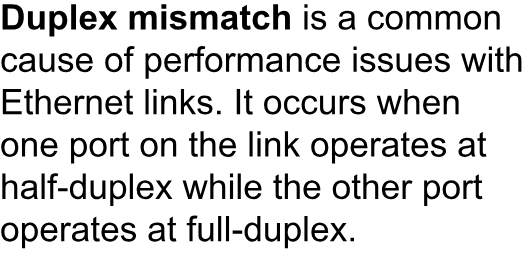 Duplex mismatch is a common
cause of performance issues with
Ethernet links. It occurs when
one port on the link operates at
half-duplex while the other port
operates at full-duplex.